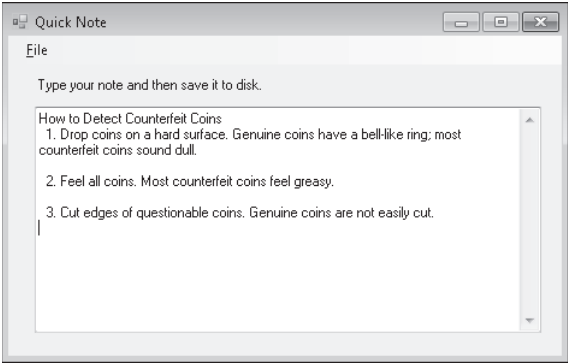 Quick Note
File
Type your note and then save it to disk.
How to Detect Counterfeit Coins
1. Drop coins on a hard surface. Genuine coins have a bell-like ring; most
counterfeit coins sound dull.
2. Feel all coins. Most counterfeit coins feel greasy.
3. Cut edges of questionable coins. Genuine coins are not easily cut.